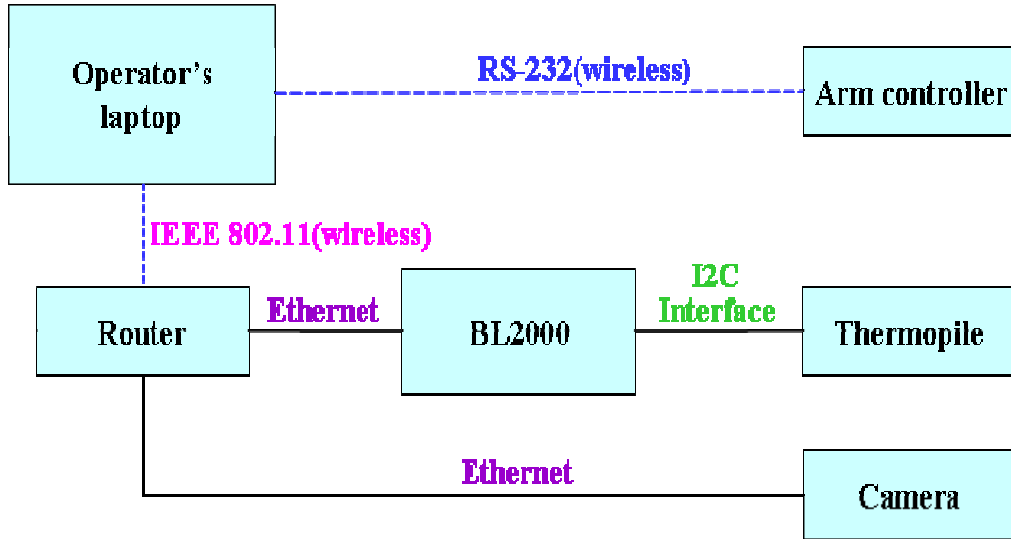 Operator's
laptop
RS-232(wireless)
Arm controller
IEEE 802.11(wireless)
Router
Ethernet
BL2000
I2C
Interface
Thermopile
Ethernet
Camera